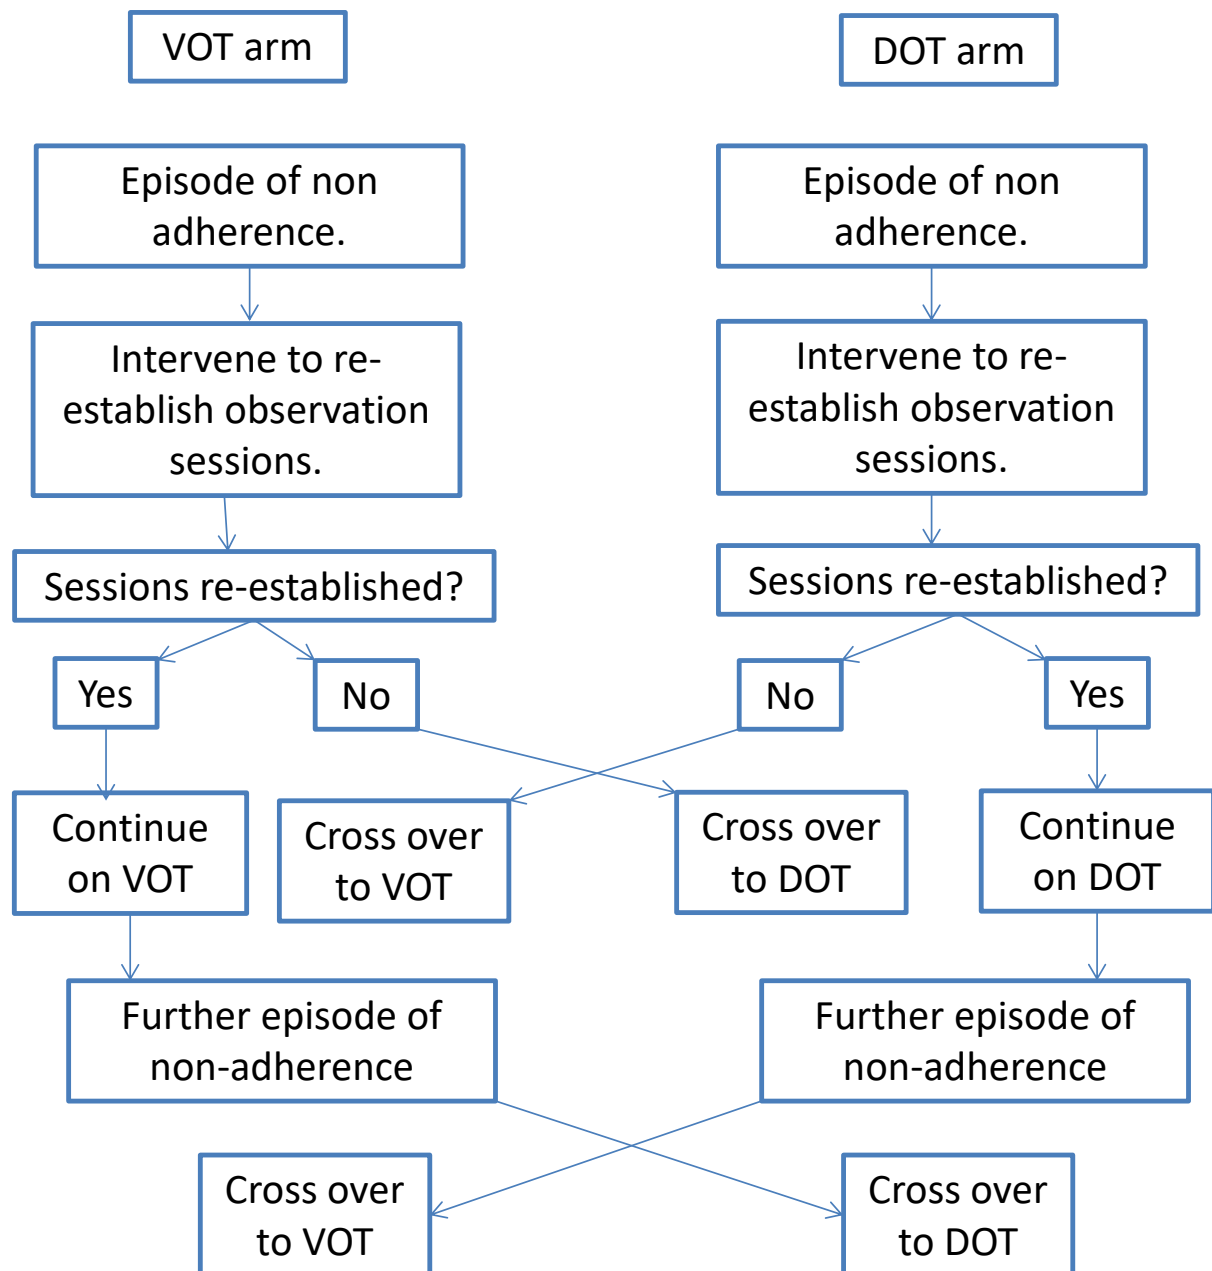 VOT arm
DOT arm
Episode of non
adherence.
Episode of non
adherence.
Intervene to re-
establish observation
sessions.
Intervene to re-
establish observation
sessions.
Sessions re-established?
Sessions re-established?
Yes
No
No
Yes
Continue
on VOT
Cross over
to VOT
Cross over
to DOT
Continue
on DOT
Further episode of
non-adherence
Further episode of
non-adherence
Cross over
to VOT
Cross over
to DOT